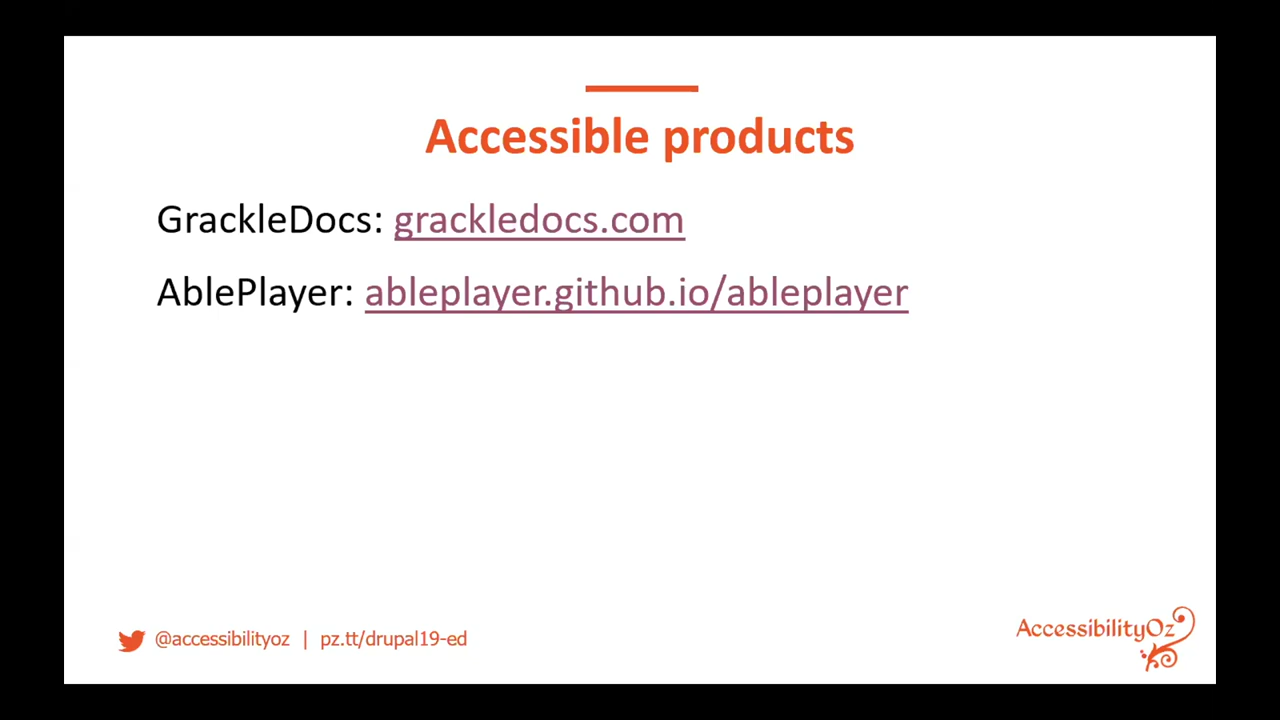 Accessible products
GrackleDocs: grackledocs.com
AblePlayer: ableplayer.github.io/ableplayer
@accessibilityoz | pz.tt/drupal19-ed
AccessibilityOz